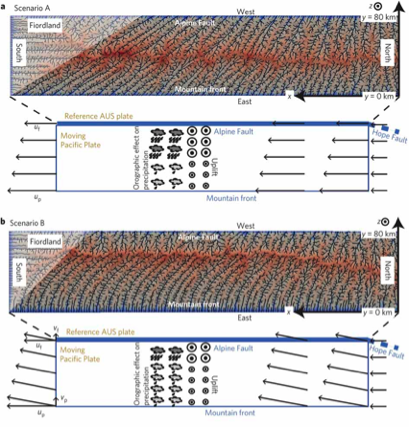 a
Scenario A
West
z
Fiordland
Alpine Fault
y = 80 km
South
North
Mountain front
x
y = 0 km
East
Reference AUS plate
Moving
Pacific Plate
Orographic effect on
precipitation
Uplift
Alpine Fault
Hope Fault
Mountain front
b
Scenario B
West
z
Fiordland
Alpine Fault
y = 80 km
South
North
Mountain front
x
y = 0 km
East
Reference AUS plate
Moving
Pacific Plate
Orographic effect on
precipitation
Uplift
Alpine Fault
Hope Fault
u_p
v_p
Mountain front